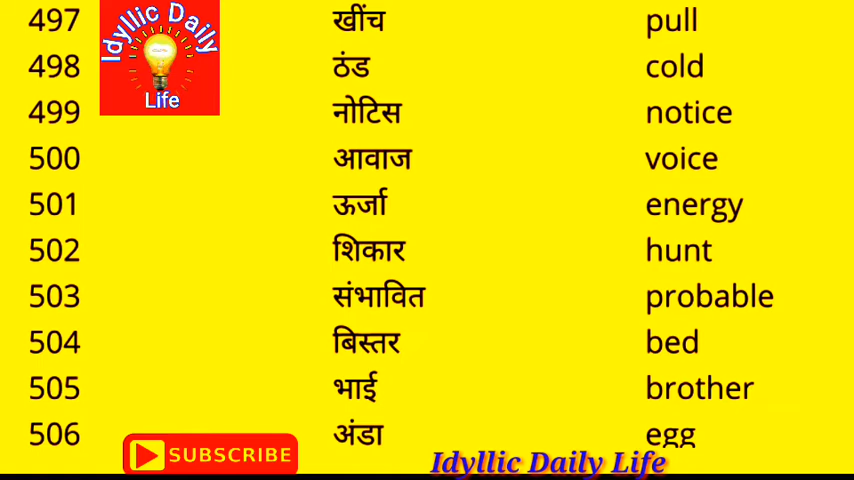 497 खींच pull
Idyllic Daily
Life
498 ठंड cold
499 नोटिस notice
500 आवाज voice
501 ऊर्जा energy
502 शिकार hunt
503 संभावित probable
504 बिस्तर bed
505 भाई brother
506 अंडा egg
SUBSCRIBE
Idyllic Daily Life